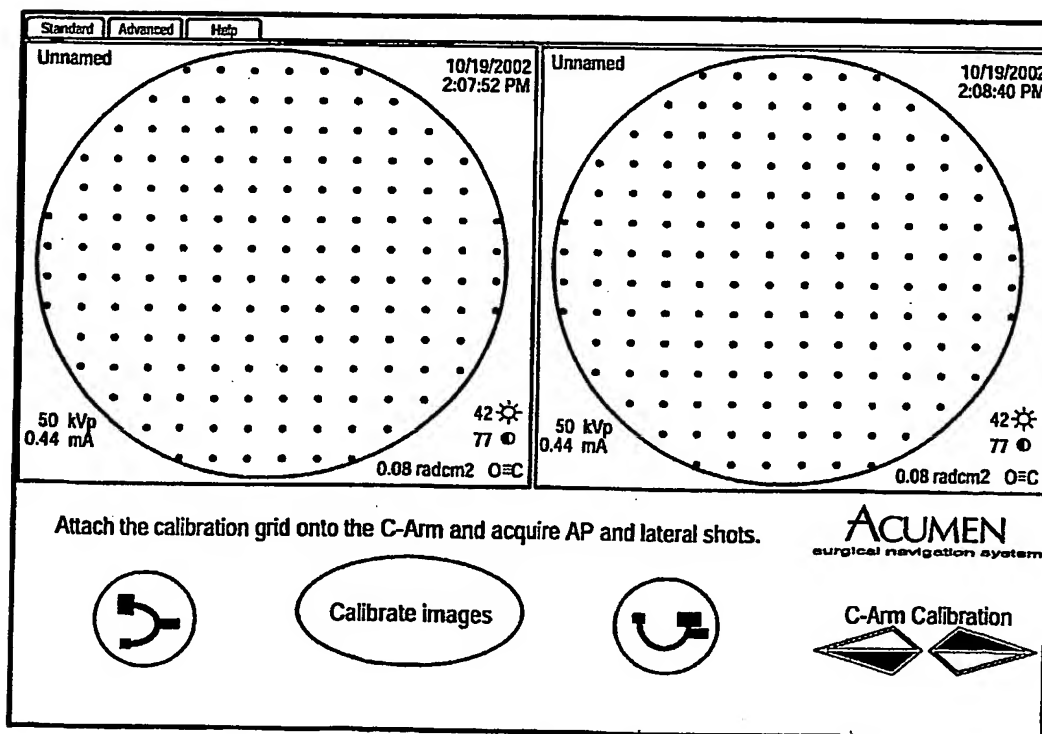 Standard Advanced Help
Unnamed
10/19/2002
2:07:52 PM
50 kVp
0.44 mA
42
77
0.08 radcm2 O=C
Unnamed
10/19/2002
2:08:40 PM
50 kVp
0.44 mA
42
77
0.08 radcm2 O=C
Attach the calibration grid onto the C-Arm and acquire AP and lateral shots.
ACUMEN
surgical navigation system
Calibrate images
C-Arm Calibration